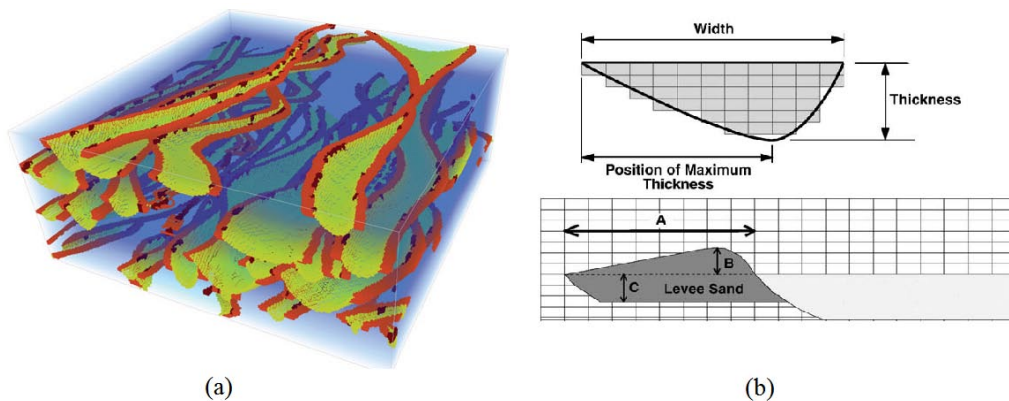 Width
Thickness
Position of Maximum
Thickness
A
B
C
Levee Sand
(a)
(b)